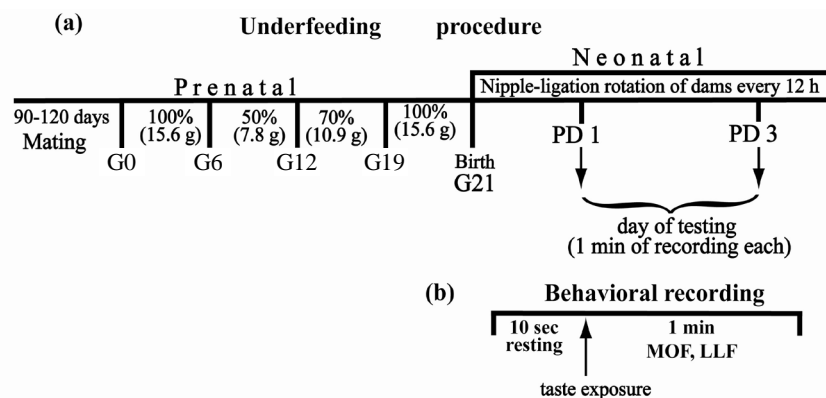 (a)
Underfeeding procedure
Neonatal
Prenatal
Nipple-ligation rotation of dams every 12 h
90-120 days
Mating
100%
(15.6 g)
50%
(7.8 g)
70%
(10.9 g)
100%
(15.6 g)
G0
G6
G12
G19
Birth
G21
PD 1
PD 3
day of testing
(1 min of recording each)
(b)
Behavioral recording
10 sec
resting
1 min
MOF, LLF
taste exposure